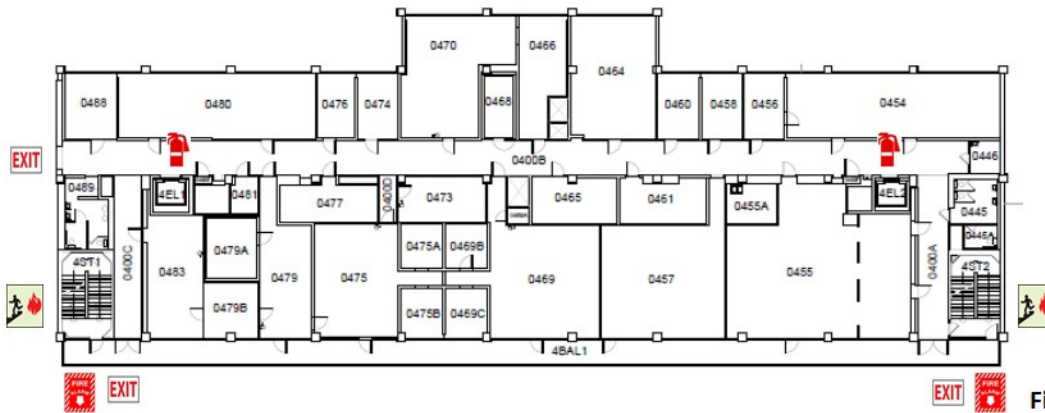 0470
0466
0464
0488
0480
0476
0474
0468
0460
0458
0456
0454
EXIT
0400B
0446
0489
4EL1
0481
0477
0400D
0473
0465
0461
0455A
4EL2
0445
0445A
0475A
0469B
0479A
0400C
0483
0479
0475
0469
0457
0455
0400A
4ST1
4ST2
0479B
0475B
0469C
4BAL1
FIRE
ALARM
EXIT
EXIT
FIRE
ALARM
Fi